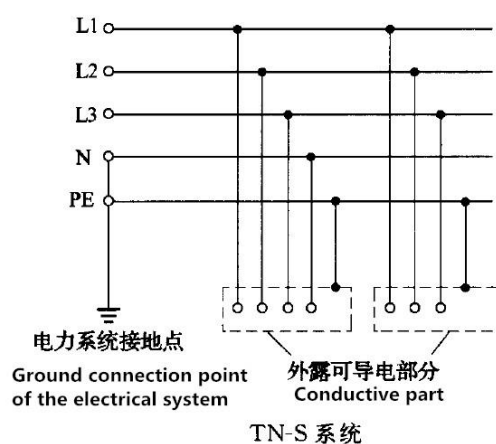 L1
L2
L3
N
PE
电力系统接地点
Ground connection point
of the electrical system
外露可导电部分
Conductive part
TN-S 系统